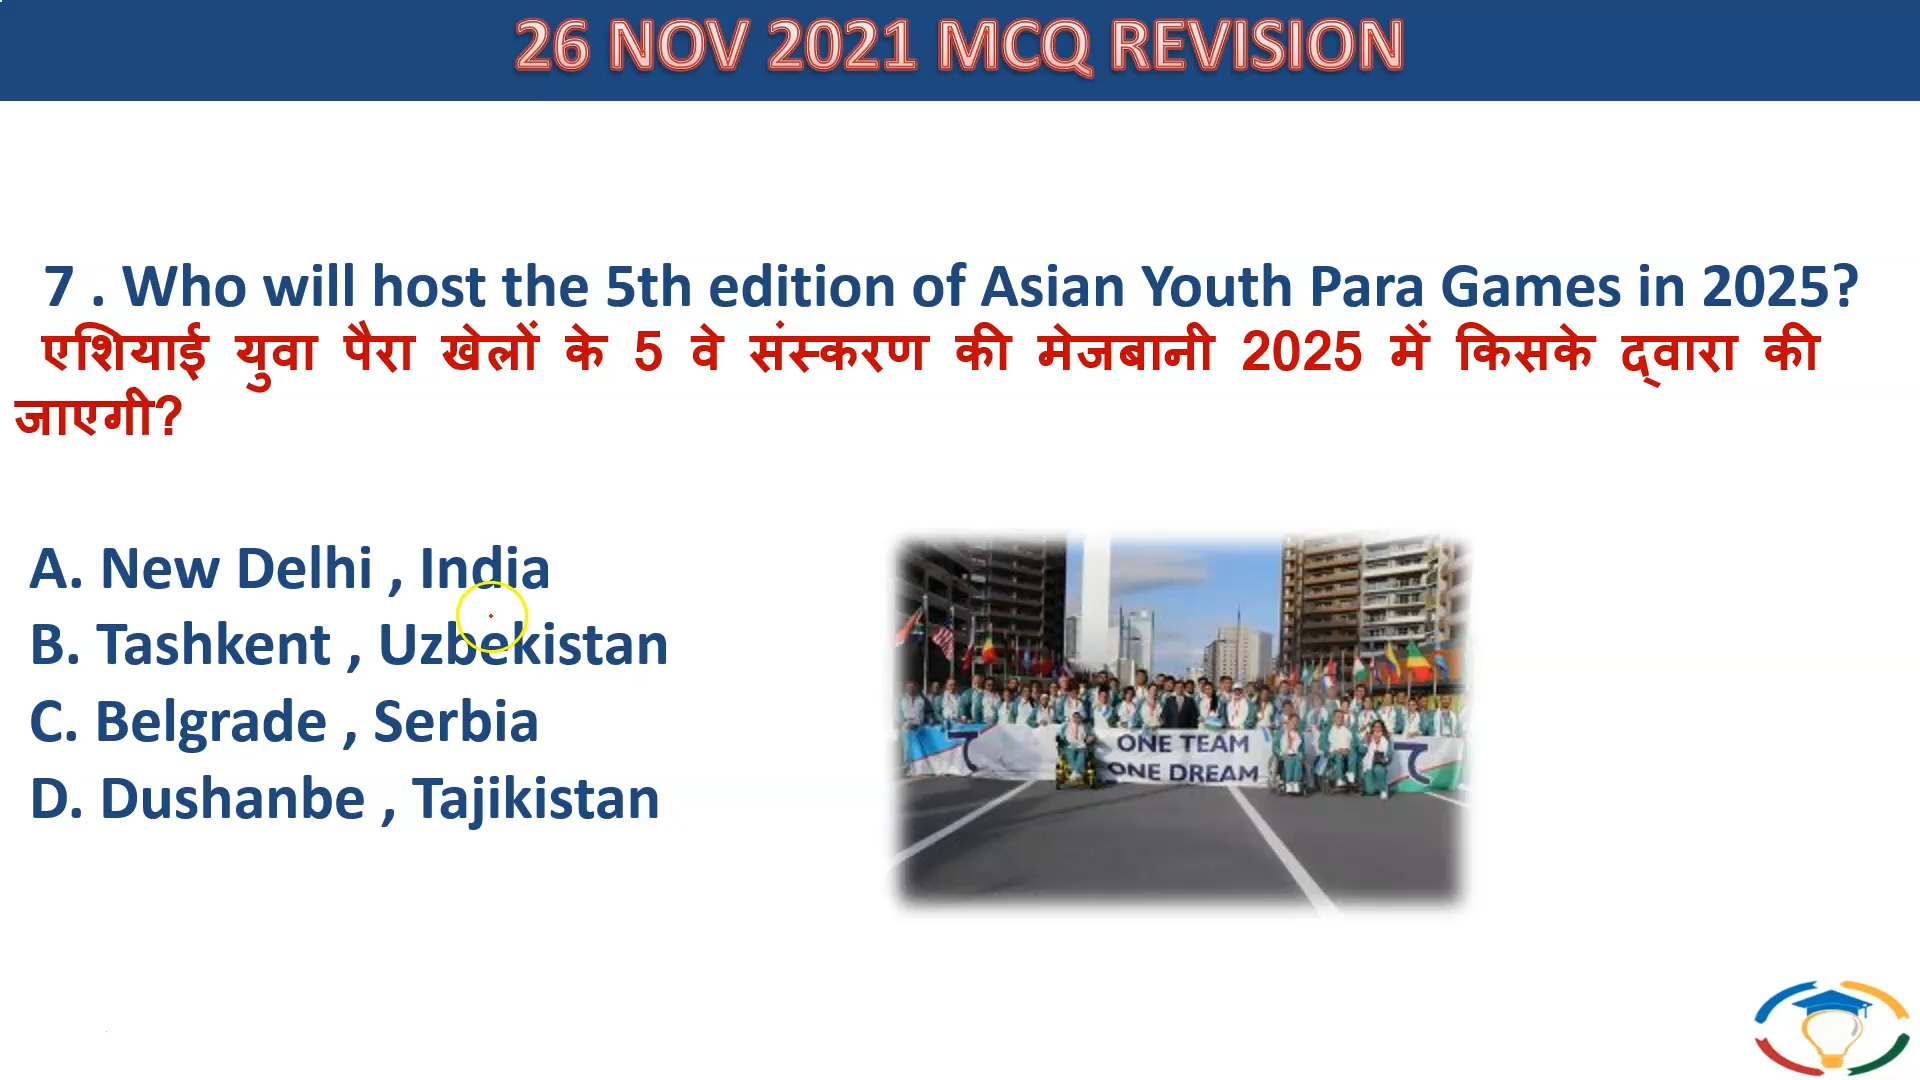 26 NOV 2021 MCQ REVISION
7 . Who will host the 5th edition of Asian Youth Para Games in 2025?
एशियाई युवा पैरा खेलों के 5 वे संस्करण की मेजबानी 2025 में किसके द्वारा की
जाएगी?
A. New Delhi , India
B. Tashkent , Uzbekistan
C. Belgrade , Serbia
D. Dushanbe , Tajikistan
ONE TEAM
ONE DREAM